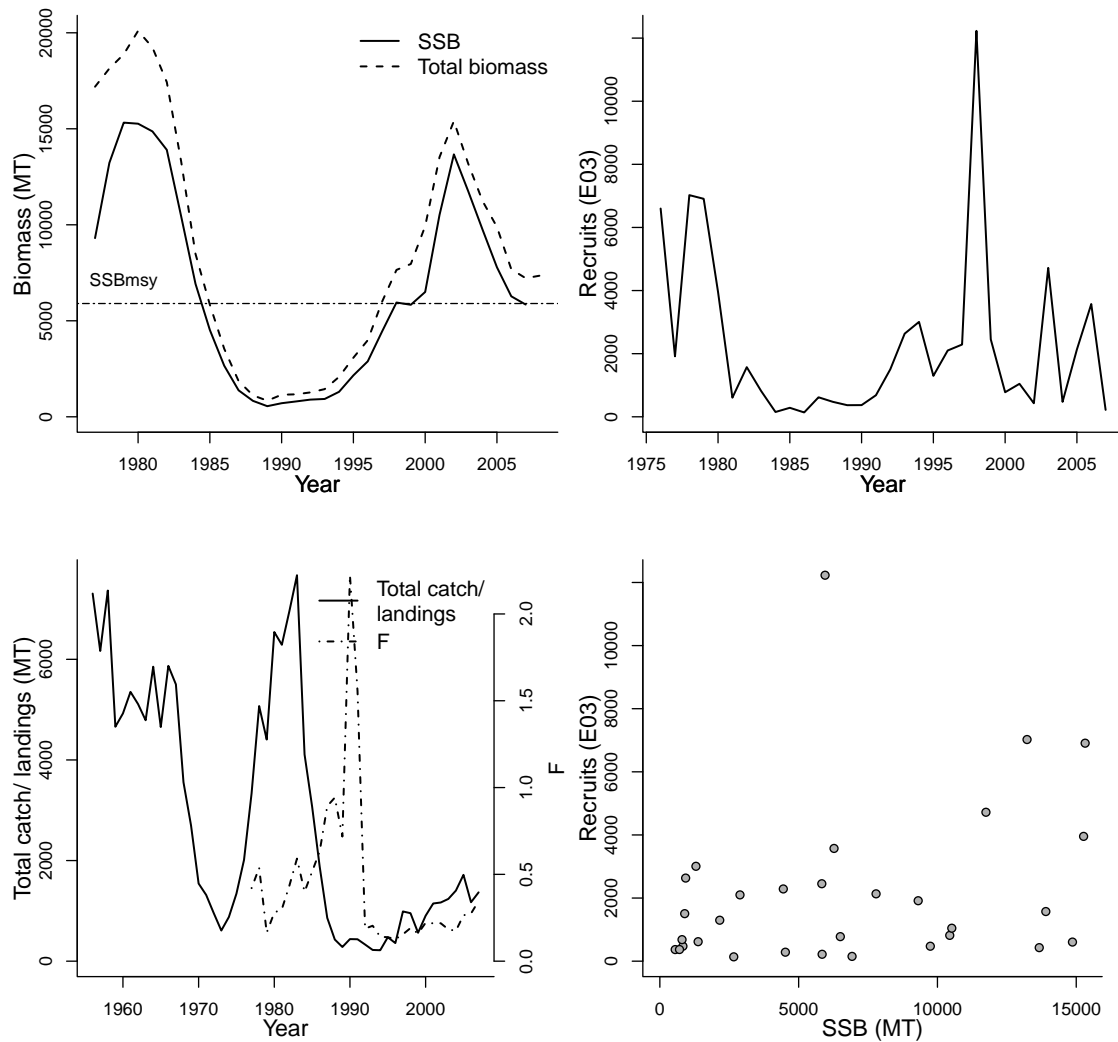 SSB
Total biomass
SSBmsy
Biomass (MT)
0
5000
10000
15000
20000
1980 1985 1990 1995 2000 2005
Year
Recruits (E03)
0
2000
4000
6000
8000
10000
1975 1980 1985 1990 1995 2000 2005
Year
Total catch/
landings
F
Total catch/ landings (MT)
0
2000
4000
6000
0.0
0.5
1.0
1.5
2.0
F
1960 1970 1980 1990 2000
Year
Recruits (E03)
0
2000
4000
6000
8000
10000
0 5000 10000 15000
SSB (MT)